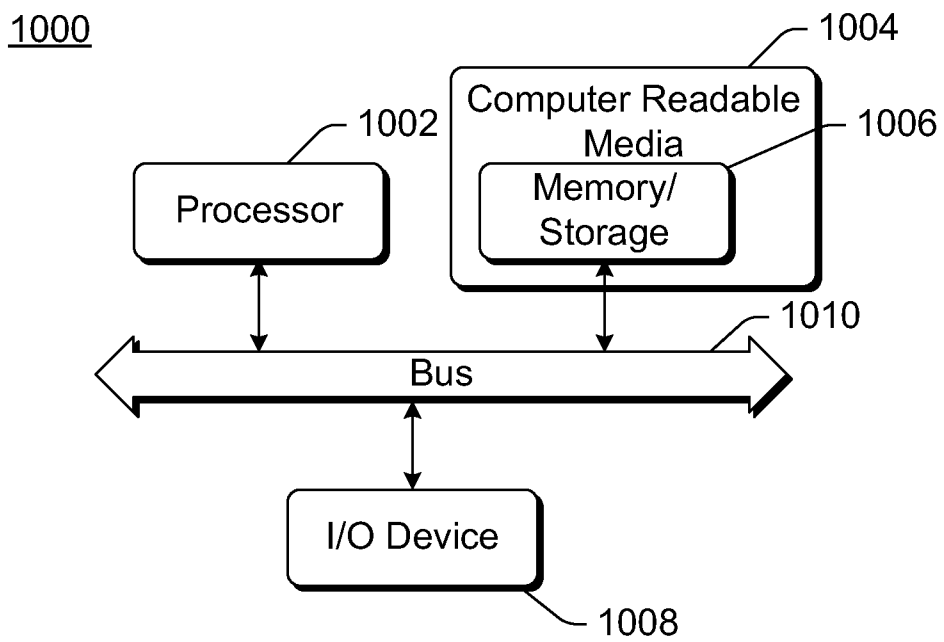 1000
1004
Computer Readable
Media
1002
1006
Processor
Memory/
Storage
1010
Bus
I/O Device
1008